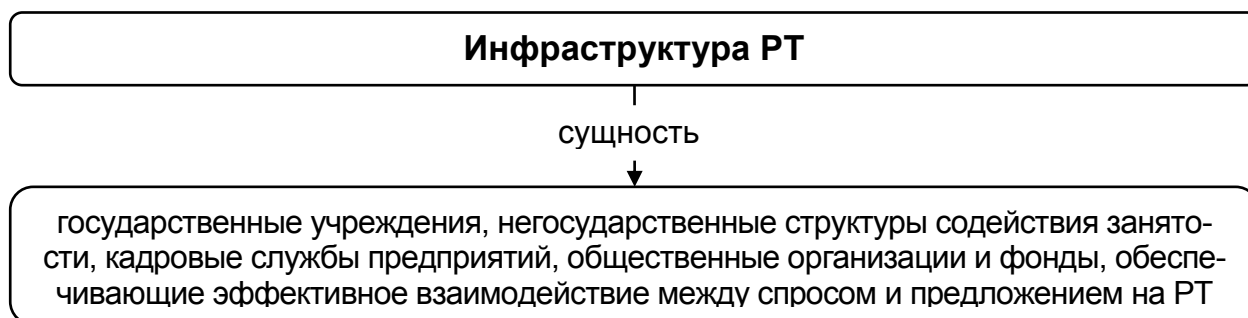 Инфраструктура РТ
сущность
государственные учреждения, негосударственные структуры содействия занято-
сти, кадровые службы предприятий, общественные организации и фонды, обеспе-
чивающие эффективное взаимодействие между спросом и предложением на РТ